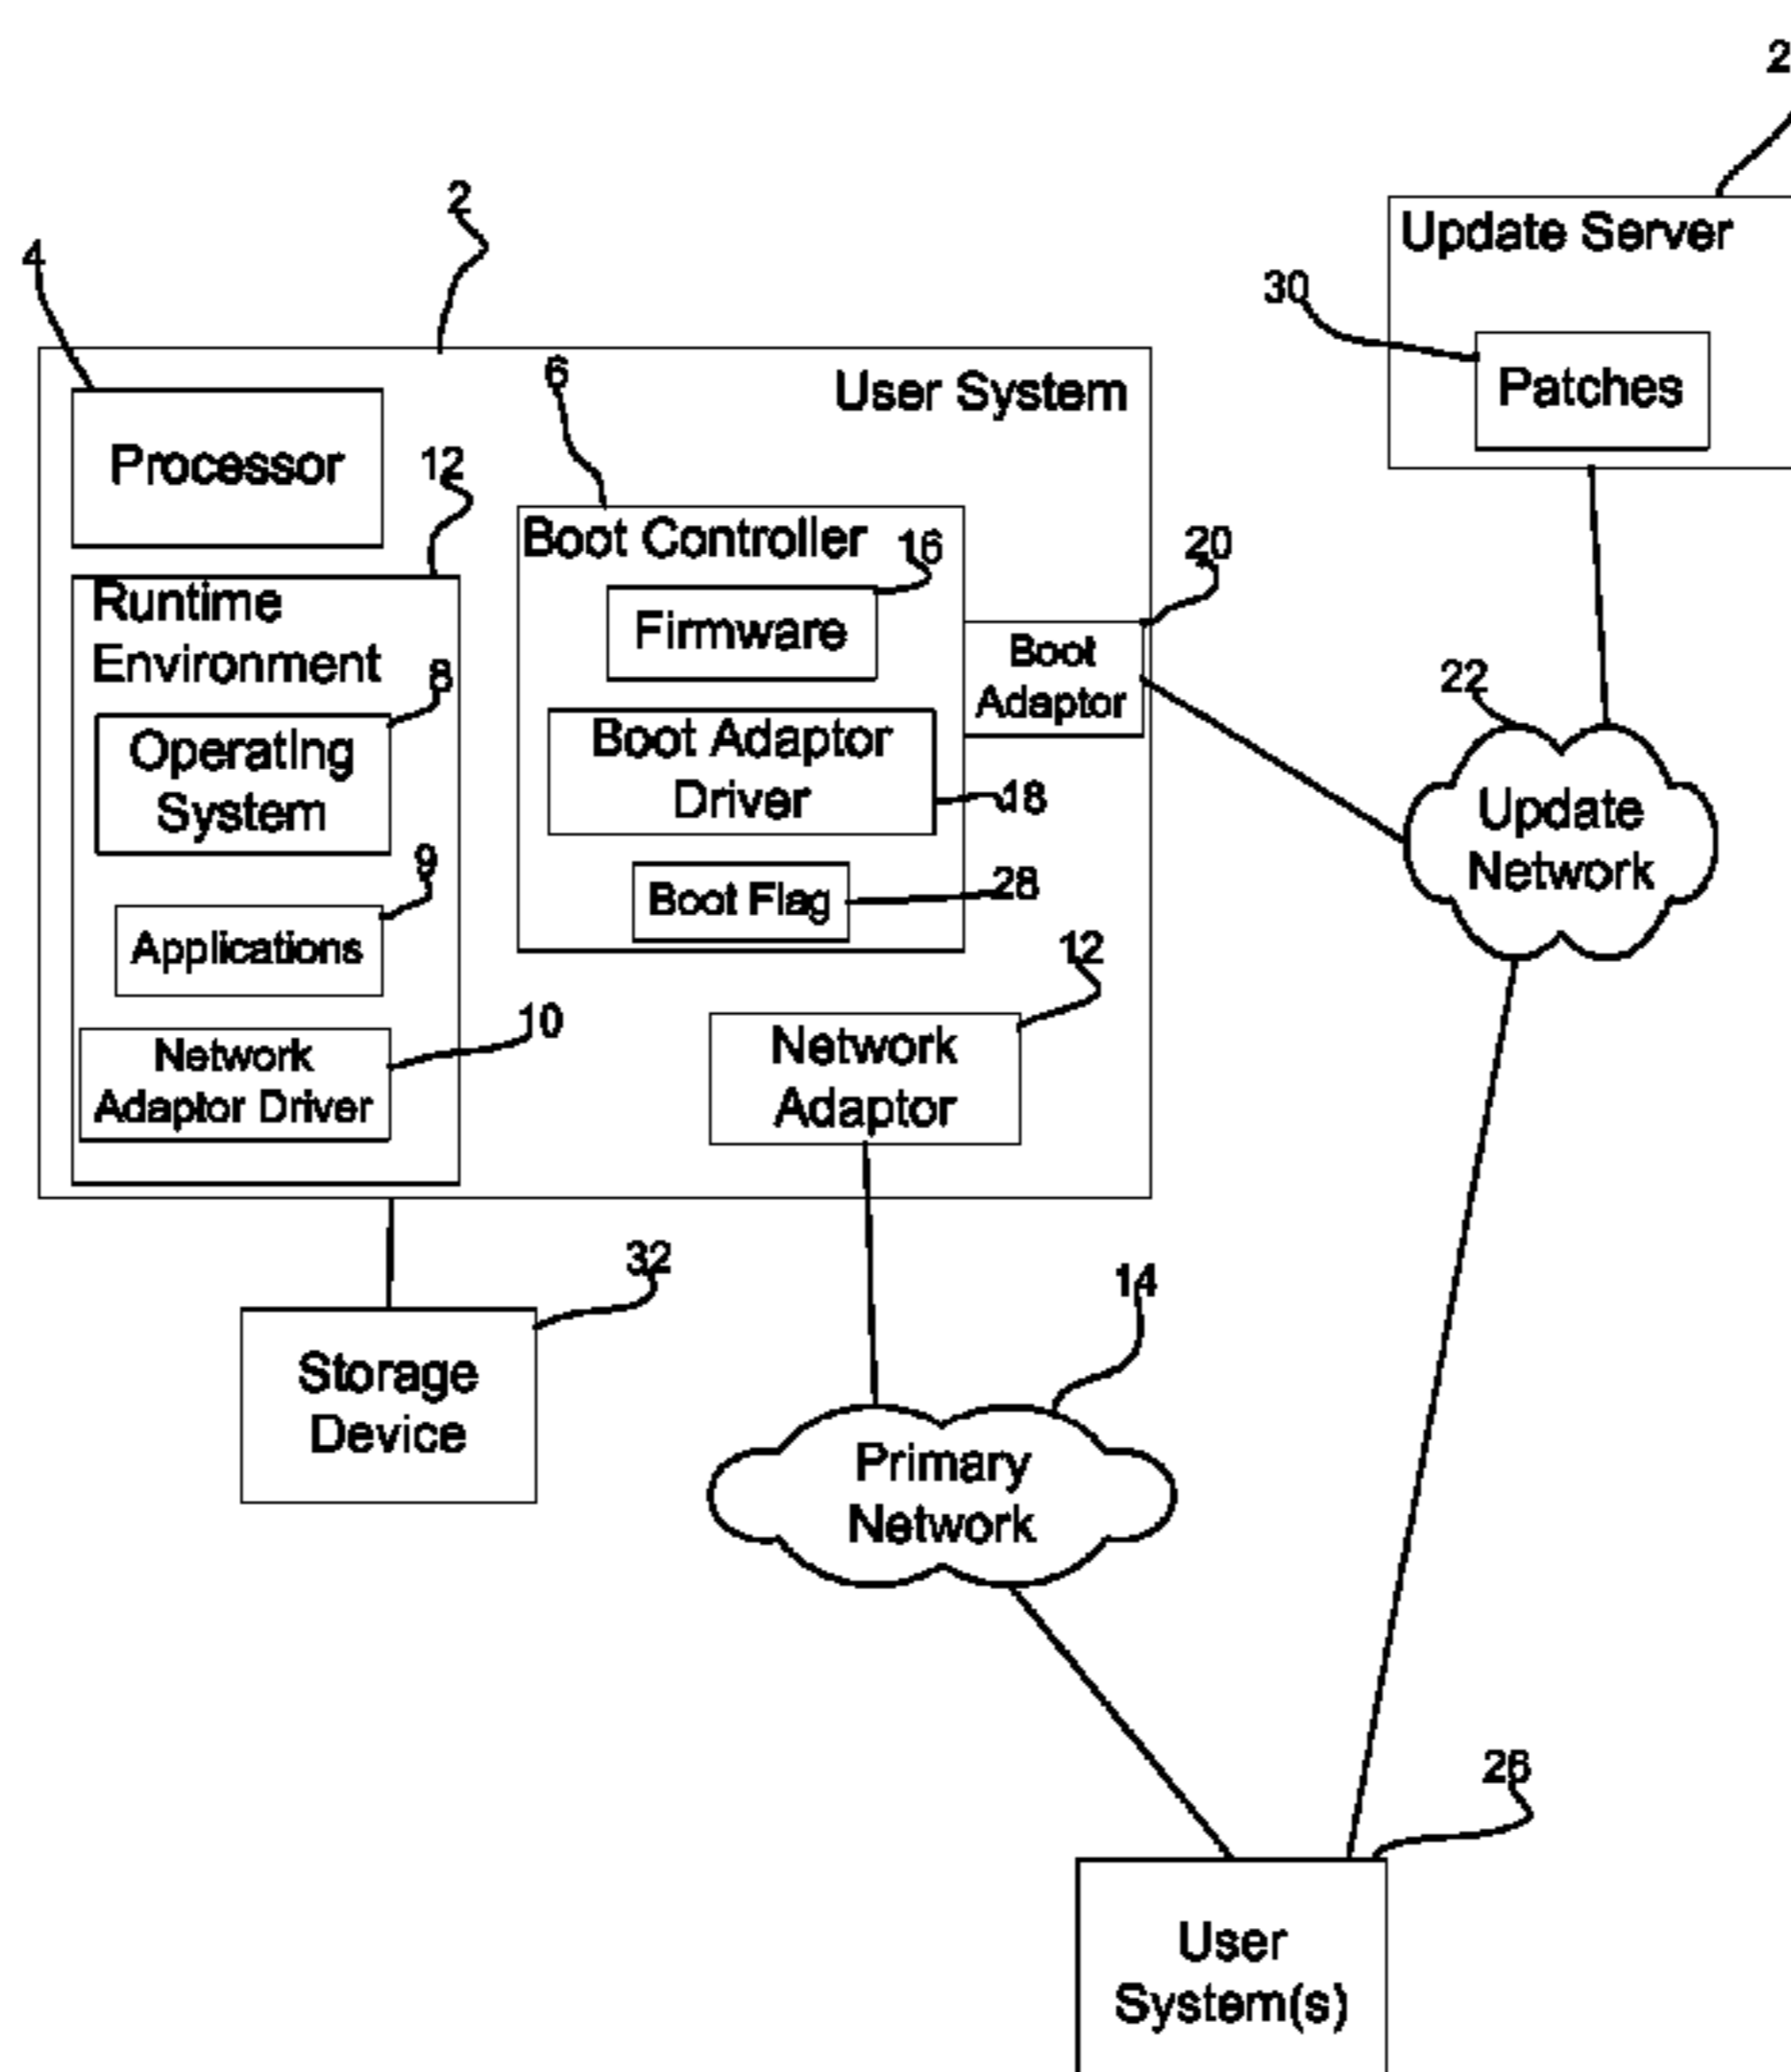 2
Update Server
30
Patches
2
4
6
User System
Processor
12
Boot Controller
16
20
Runtime
Environment
Firmware
Boot
Adaptor
8
22
Operating
System
Boot Adaptor
Driver
18
Update
Network
9
Boot Flag
28
Applications
12
10
Network
Adaptor Driver
Network
Adaptor
32
14
Storage
Device
Primary
Network
26
User
System(s)